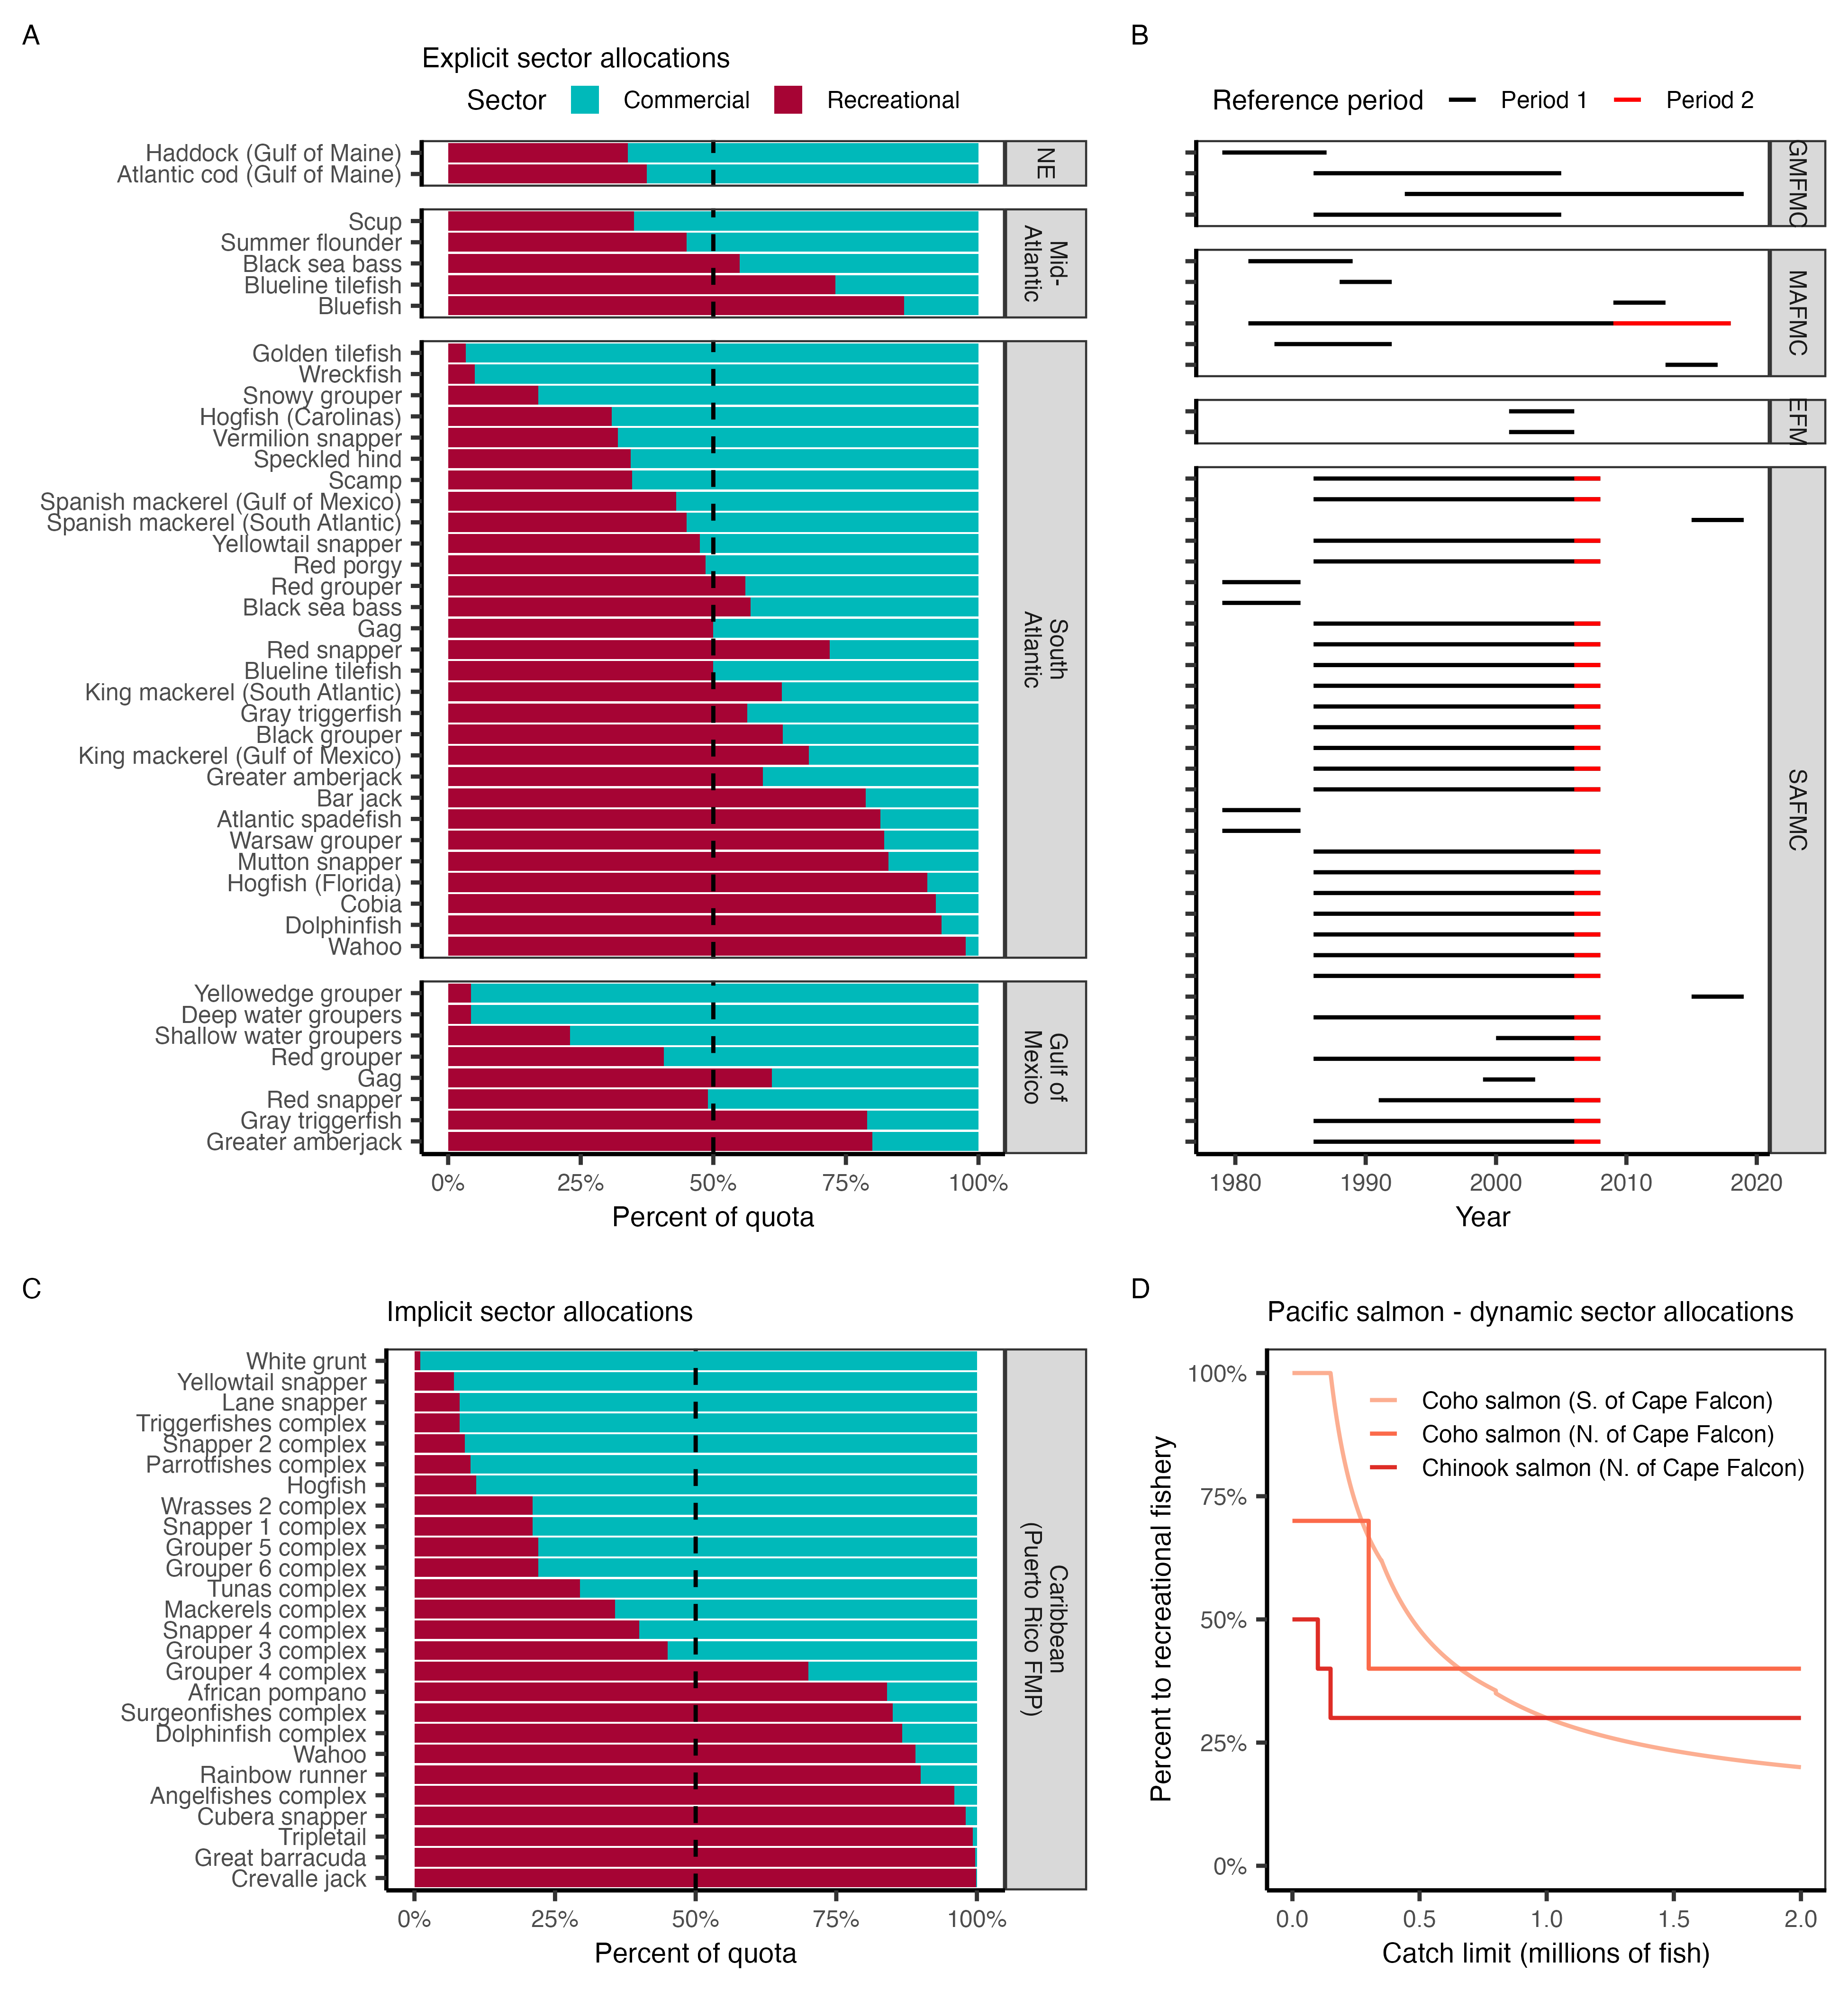 A
Explicit sector allocations
Sector Commercial Recreational
Haddock (Gulf of Maine)
Atlantic cod (Gulf of Maine)
NE
Scup
Summer flounder
Black sea bass
Blueline tilefish
Bluefish
Mid-
Atlantic
Golden tilefish
Wreckfish
Snowy grouper
Hogfish (Carolinas)
Vermilion snapper
Speckled hind
Scamp
Spanish mackerel (Gulf of Mexico)
Spanish mackerel (South Atlantic)
Yellowtail snapper
Red porgy
Red grouper
Black sea bass
Gag
Red snapper
Blueline tilefish
King mackerel (South Atlantic)
Gray triggerfish
Black grouper
King mackerel (Gulf of Mexico)
Greater amberjack
Bar jack
Atlantic spadefish
Warsaw grouper
Mutton snapper
Hogfish (Florida)
Cobia
Dolphinfish
Wahoo
South
Atlantic
Yellowedge grouper
Deep water groupers
Shallow water groupers
Red grouper
Gag
Red snapper
Gray triggerfish
Greater amberjack
Gulf of
Mexico
0% 25% 50% 75% 100%
Percent of quota
B
Reference period Period 1 Period 2
GMFMC
MAFMC
EFM
SAFMC
1980 1990 2000 2010 2020
Year
C
Implicit sector allocations
White grunt
Yellowtail snapper
Lane snapper
Triggerfishes complex
Snapper 2 complex
Parrotfishes complex
Hogfish
Wrasses 2 complex
Snapper 1 complex
Grouper 5 complex
Grouper 6 complex
Tunas complex
Mackerels complex
Snapper 4 complex
Grouper 3 complex
Grouper 4 complex
African pompano
Surgeonfishes complex
Dolphinfish complex
Wahoo
Rainbow runner
Angelfishes complex
Cubera snapper
Tripletail
Great barracuda
Crevalle jack
Caribbean
(Puerto Rico FMP)
0% 25% 50% 75% 100%
Percent of quota
D
Pacific salmon - dynamic sector allocations
Percent to recreational fishery
100%
75%
50%
25%
0%
Coho salmon (S. of Cape Falcon)
Coho salmon (N. of Cape Falcon)
Chinook salmon (N. of Cape Falcon)
0.0 0.5 1.0 1.5 2.0
Catch limit (millions of fish)